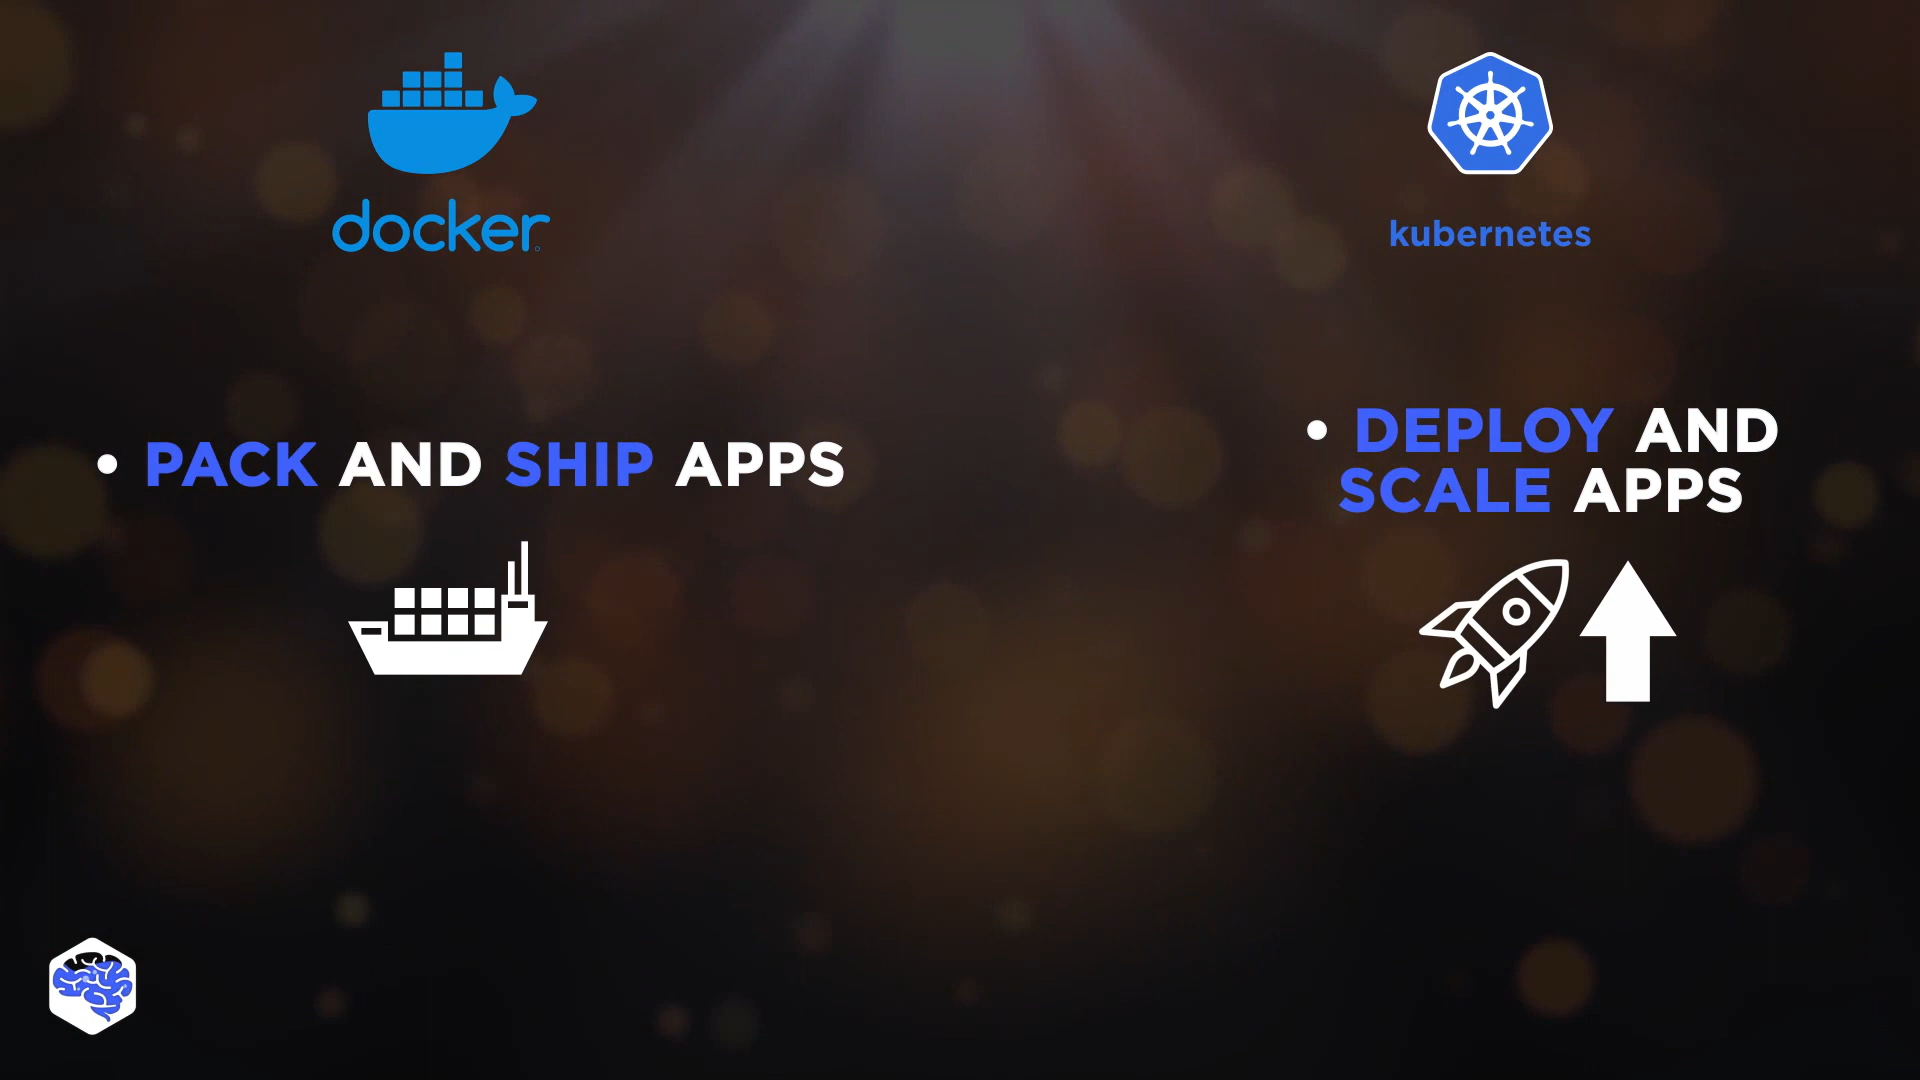 docker
kubernetes
• PACK AND SHIP APPS
• DEPLOY AND
SCALE APPS